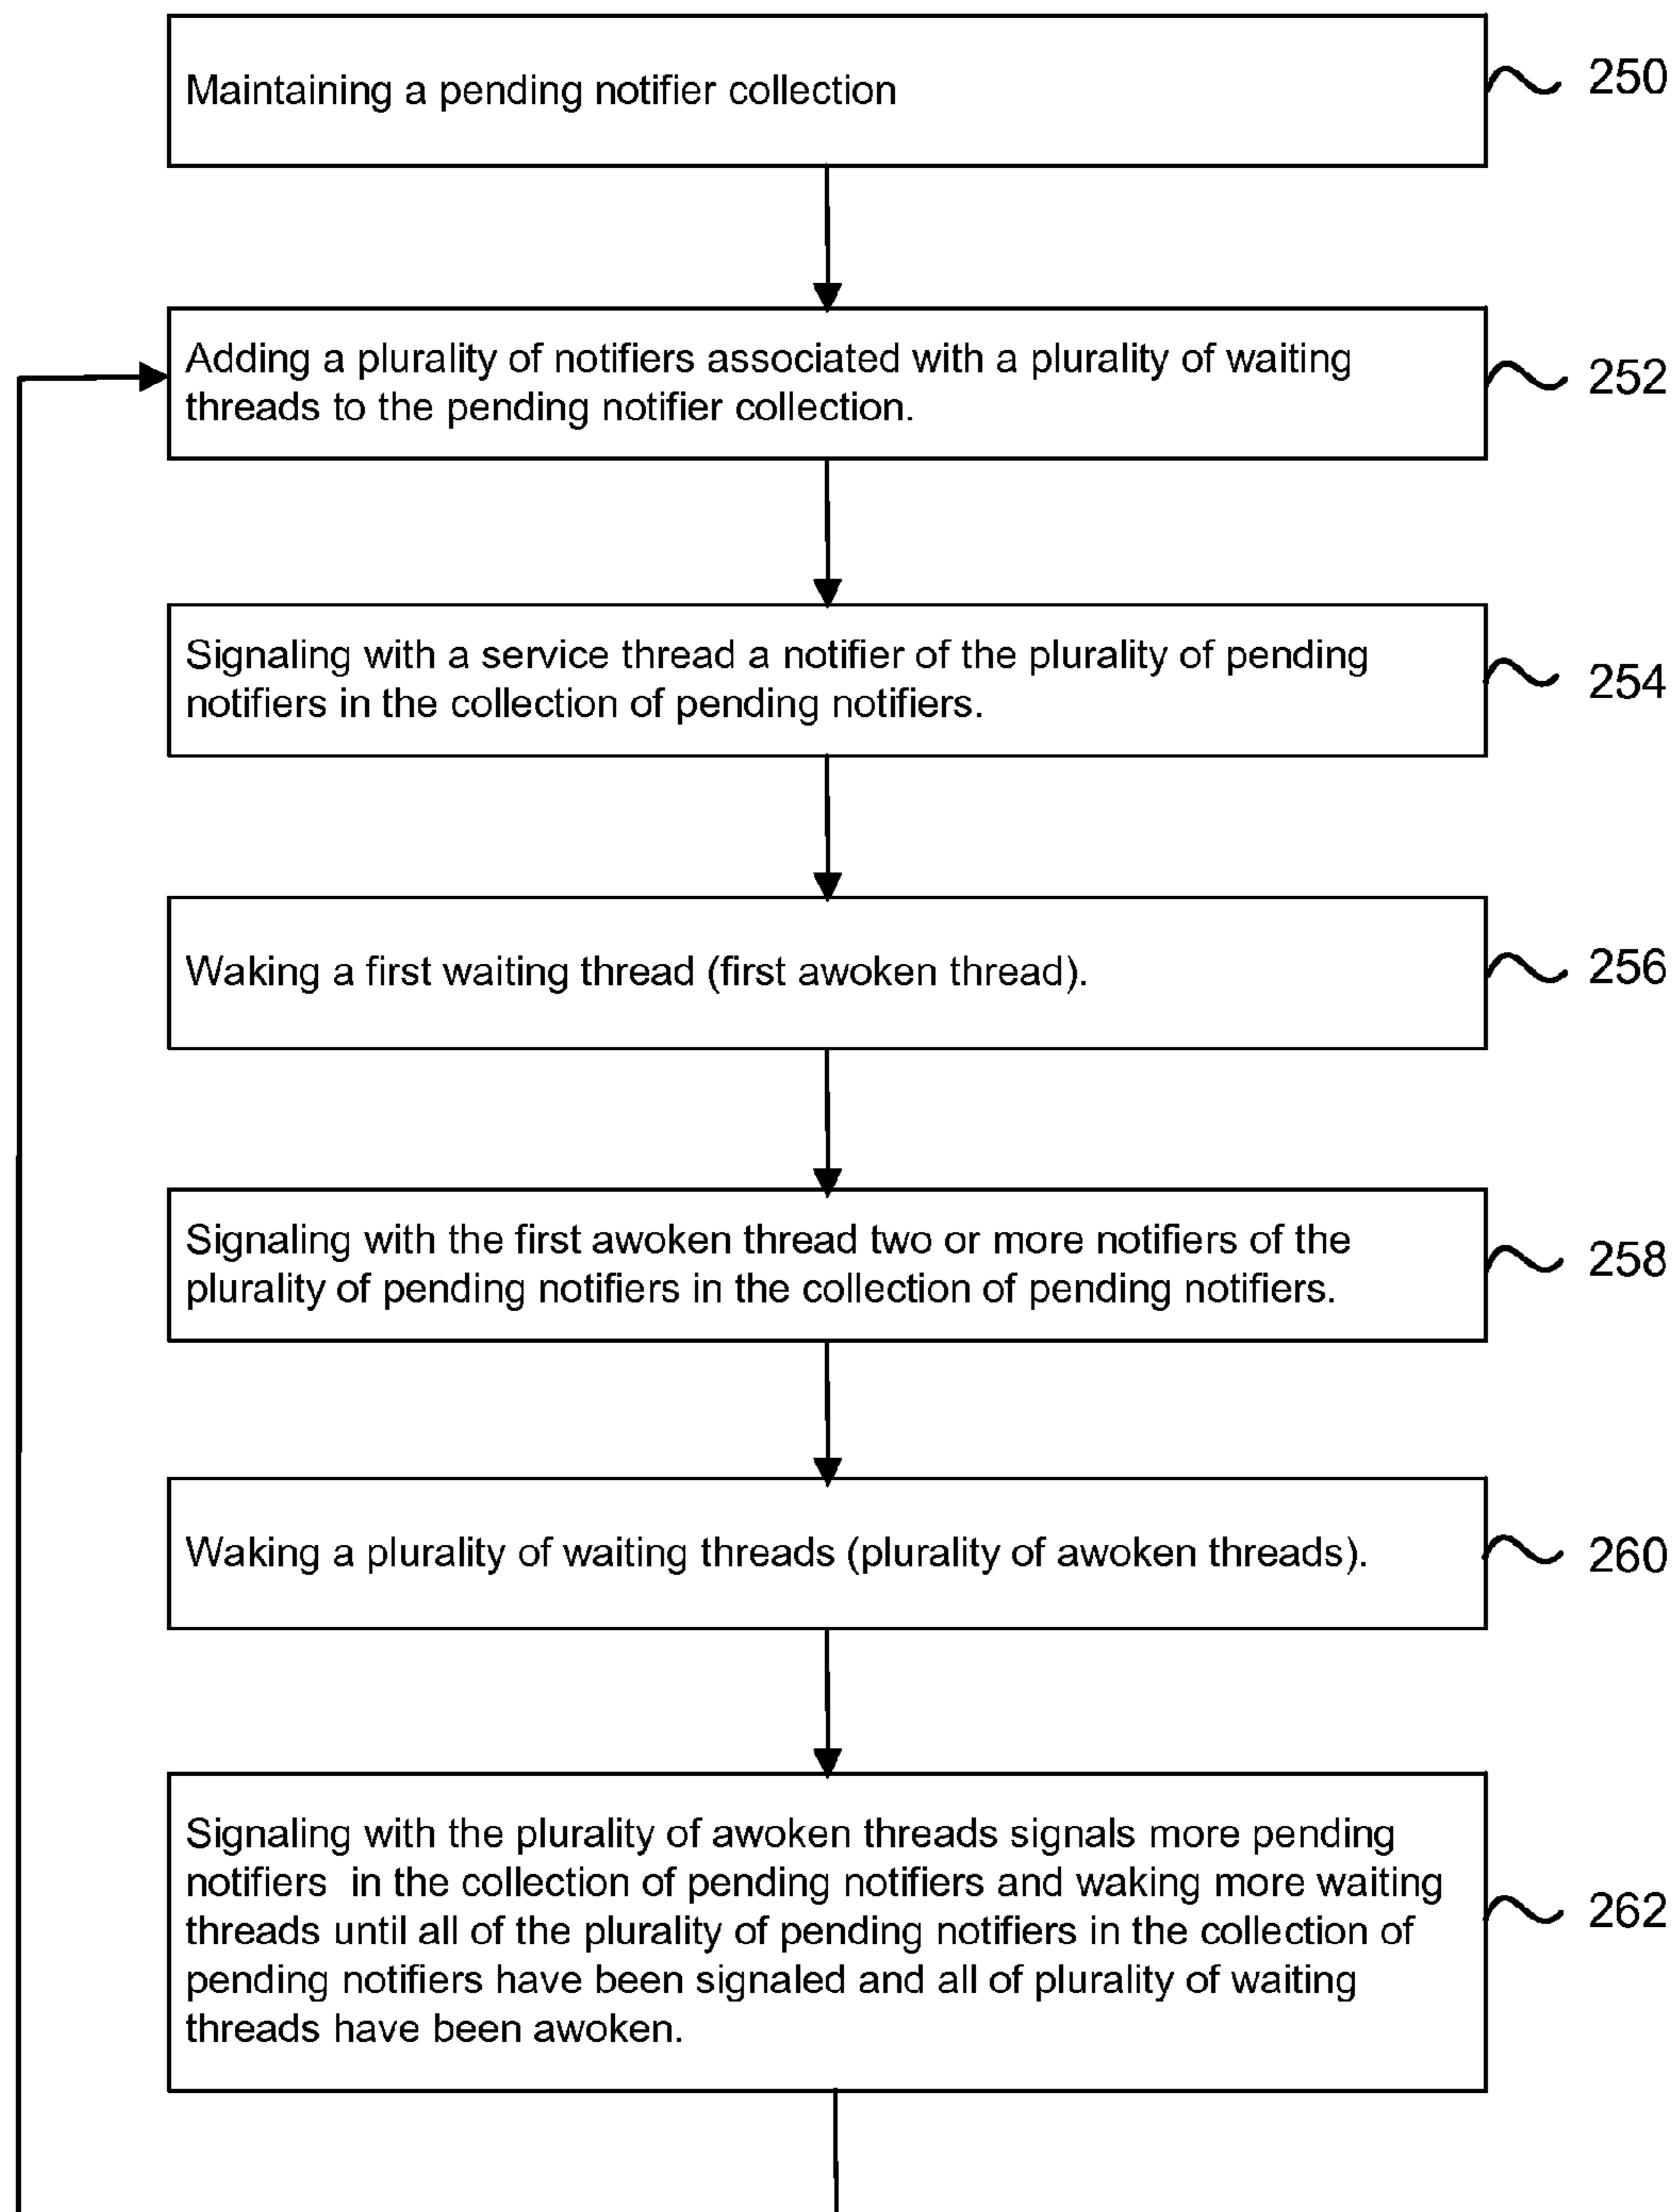 Maintaining a pending notifier collection
250
Adding a plurality of notifiers associated with a plurality of waiting
threads to the pending notifier collection.
252
Signaling with a service thread a notifier of the plurality of pending
notifiers in the collection of pending notifiers.
254
Waking a first waiting thread (first awoken thread).
256
Signaling with the first awoken thread two or more notifiers of the
plurality of pending notifiers in the collection of pending notifiers.
258
Waking a plurality of waiting threads (plurality of awoken threads).
260
Signaling with the plurality of awoken threads signals more pending
notifiers in the collection of pending notifiers and waking more waiting
threads until all of the plurality of pending notifiers in the collection of
pending notifiers have been signaled and all of plurality of waiting
threads have been awoken.
262